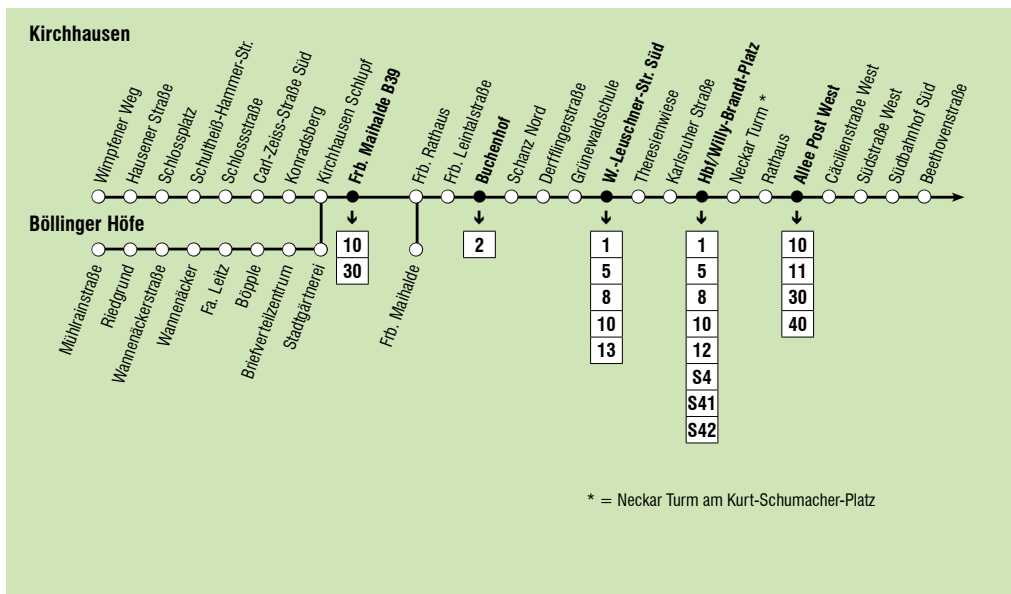 Kirchhausen
Wimpfener Weg
Hausener Straße
Schlossplatz
Schultheiß-Hammer-Str.
Schlossstraße
Carl-Zeiss-Straße Süd
Konradsberg
Kirchhausen Schlupf
Frb. Maihalde B39
Frb. Rathaus
Frb. Leintalstraße
Buchenhof
Schanz Nord
Derfflingerstraße
Grünewaldschule
W.-Leuschner-Str. Süd
Theresienwiese
Karlsruher Straße
Hbf/Willy-Brandt-Platz
Neckar Turm *
Rathaus
Allee Post West
Cäcilienstraße West
Südstraße West
Südbahnhof Süd
Beethovenstraße
Böllinger Höfe
Mühlrainstraße
Riedgrund
Wannenäckerstraße
Wannenäcker
Fa. Leitz
Böpple
Briefverteilzentrum
Stadtgärtnerei
10
30
Frb. Maihalde
2
1
5
8
10
13
1
5
8
10
12
S4
S41
S42
10
11
30
40
* = Neckar Turm am Kurt-Schumacher-Platz